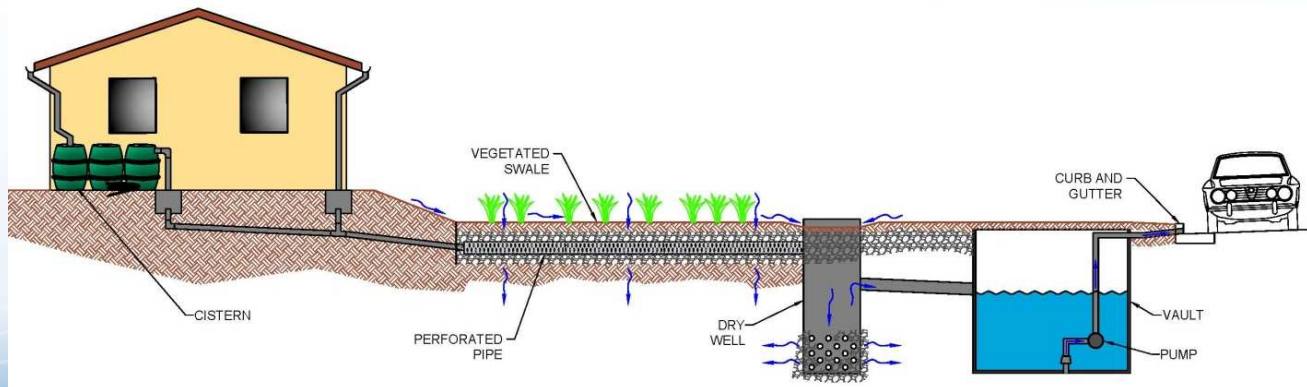 VEGETATED
SWALE
CURB AND
GUTTER
CISTERN
PERFORATED
PIPE
DRY
WELL
VAULT
PUMP